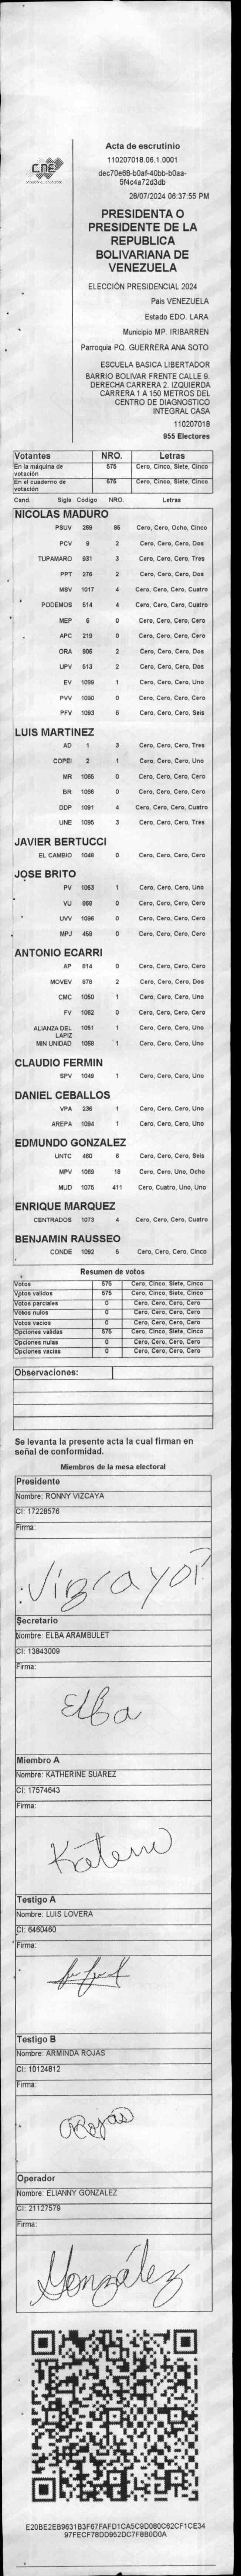 CNE
Acta de escrutinio
110207018.06.1.0001
dec70e68-b0af-40bb-b0aa-
5f4c4a72d3db
28/07/2024 06:37:55 PM
PRESIDENTA O
PRESIDENTE DE LA
REPUBLICA
BOLIVARIANA DE
VENEZUELA
ELECCIÓN PRESIDENCIAL 2024
Pais VENEZUELA
Estado EDO. LARA
Municipio MP. IRIBARREN
Parroquia PQ. GUERRERA ANA SOTO
ESCUELA BASICA LIBERTADOR
BARRIO BOLIVAR FRENTE CALLE 9.
DERECHA CARRERA 2. IZQUIERDA
CARRERA 1 A 150 METROS DEL
CENTRO DE DIAGNOSTICO
INTEGRAL CASA
110207018
955 Electores
Votantes NRO. Letras
En la máquina de votación 575 Cero, Cinco, Siete, Cinco
En el cuaderno de votación 575 Cero, Cinco, Siete, Cinco
Cand. Sigla Código NRO. Letras
NICOLAS MADURO
PSUV 269 85 Cero, Cero, Ocho, Cinco
PCV 9 2 Cero, Cero, Cero, Dos
TUPAMARO 931 3 Cero, Cero, Cero, Tres
PPT 276 2 Cero, Cero, Cero, Dos
MSV 1017 4 Cero, Cero, Cero, Cuatro
PODEMOS 514 4 Cero, Cero, Cero, Cuatro
MEP 6 0 Cero, Cero, Cero, Cero
APC 219 0 Cero, Cero, Cero, Cero
ORA 906 2 Cero, Cero, Cero, Dos
UPV 513 2 Cero, Cero, Cero, Dos
EV 1089 1 Cero, Cero, Cero, Uno
PVV 1090 0 Cero, Cero, Cero, Cero
PFV 1093 6 Cero, Cero, Cero, Seis
LUIS MARTINEZ
AD 1 3 Cero, Cero, Cero, Tres
COPEI 2 1 Cero, Cero, Cero, Uno
MR 1065 0 Cero, Cero, Cero, Cero
BR 1066 0 Cero, Cero, Cero, Cero
DDP 1091 4 Cero, Cero, Cero, Cuatro
UNE 1095 3 Cero, Cero, Cero, Tres
JAVIER BERTUCCI
EL CAMBIO 1048 0 Cero, Cero, Cero, Cero
JOSE BRITO
PV 1053 1 Cero, Cero, Cero, Uno
VU 868 0 Cero, Cero, Cero, Cero
UVV 1096 0 Cero, Cero, Cero, Cero
MPJ 458 0 Cero, Cero, Cero, Cero
ANTONIO ECARRI
AP 814 0 Cero, Cero, Cero, Cero
MOVEV 878 2 Cero, Cero, Cero, Dos
CMC 1050 1 Cero, Cero, Cero, Uno
FV 1062 0 Cero, Cero, Cero, Cero
ALIANZA DEL LAPIZ 1051 1 Cero, Cero, Cero, Uno
MIN UNIDAD 1058 1 Cero, Cero, Cero, Uno
CLAUDIO FERMIN
SPV 1049 1 Cero, Cero, Cero, Uno
DANIEL CEBALLOS
VPA 236 1 Cero, Cero, Cero, Uno
AREPA 1094 1 Cero, Cero, Cero, Uno
EDMUNDO GONZALEZ
UNTC 460 6 Cero, Cero, Cero, Seis
MPV 1069 18 Cero, Cero, Uno, Ocho
MUD 1075 411 Cero, Cuatro, Uno, Uno
ENRIQUE MARQUEZ
CENTRADOS 1073 4 Cero, Cero, Cero, Cuatro
BENJAMIN RAUSSEO
CONDE 1092 5 Cero, Cero, Cero, Cinco
Resumen de votos
Votos 575 Cero, Cinco, Siete, Cinco
Votos validos 575 Cero, Cinco, Siete, Cinco
Votos parciales 0 Cero, Cero, Cero, Cero
Votos nulos 0 Cero, Cero, Cero, Cero
Votos vacios 0 Cero, Cero, Cero, Cero
Opciones validas 575 Cero, Cinco, Siete, Cinco
Opciones nulas 0 Cero, Cero, Cero, Cero
Opciones vacias 0 Cero, Cero, Cero, Cero
Observaciones:
Se levanta la presente acta la cual firman en
señal de conformidad.
Miembros de la mesa electoral
Presidente
Nombre: RONNY VIZCAYA
CI: 17228576
Firma:
Secretario
Nombre: ELBA ARAMBULET
CI: 13843009
Firma:
Elba
Miembro A
Nombre: KATHERINE SUAREZ
CI: 17574643
Firma:
Testigo A
Nombre: LUIS LOVERA
CI: 6460460
Firma:
Testigo B
Nombre: ARMINDA ROJAS
CI: 10124812
Firma:
ARojas
Operador
Nombre: ELIANNY GONZALEZ
CI: 21127579
Firma:
González
E20BE2EB9631B3F67FAFD1CA5C9D080C62CF1CE34
97FECF78DD952DC7F8B0D0A